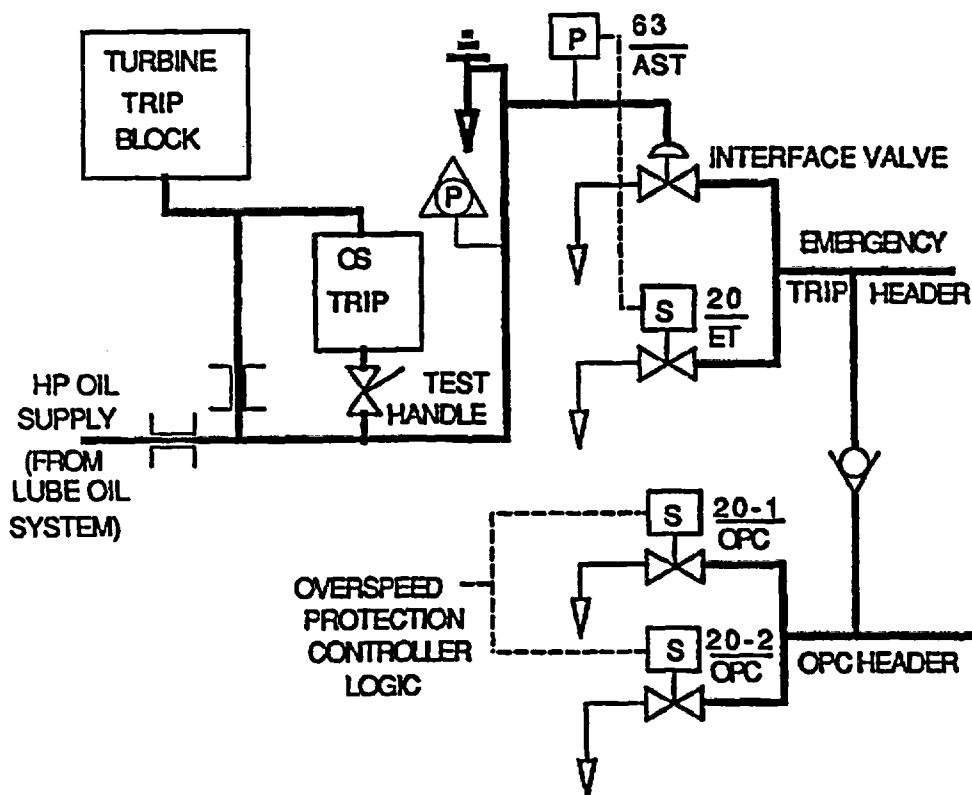 TURBINE
TRIP
BLOCK
P
63
AST
P
INTERFACE VALVE
OS
TRIP
S
20
ET
EMERGENCY
TRIP HEADER
HP OIL
SUPPLY
(FROM
LUBE OIL
SYSTEM)
TEST
HANDLE
S
20-1
OPC
OVERSPEED
PROTECTION
CONTROLLER
LOGIC
S
20-2
OPC
OPC HEADER